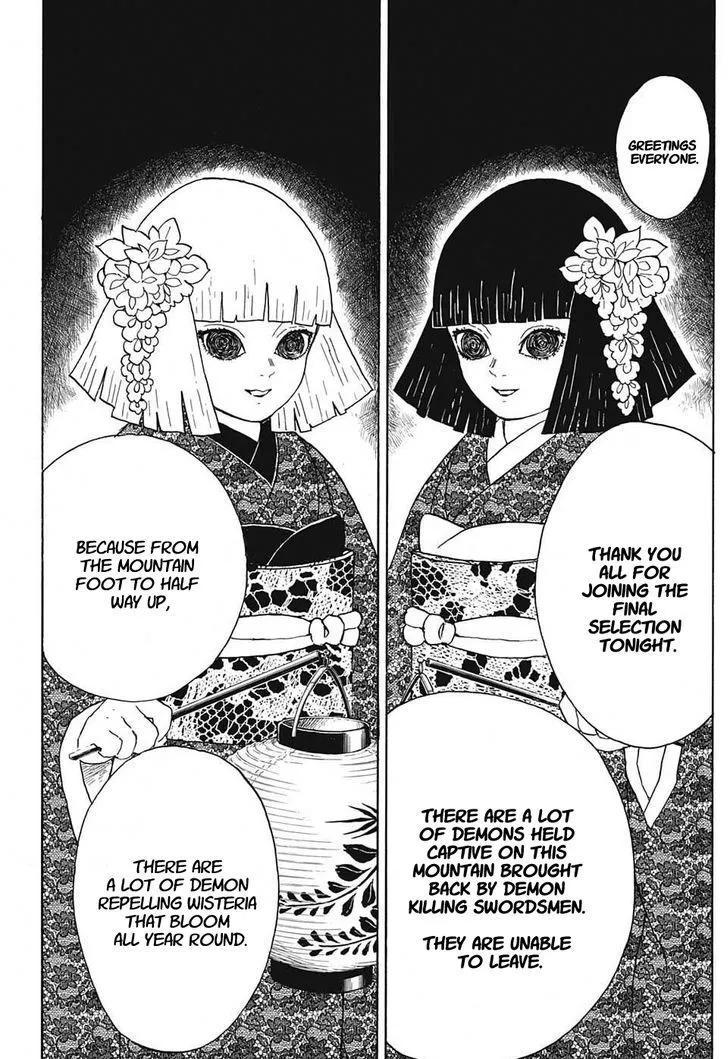 GREETINGS
EVERYONE.
THANK YOU
ALL FOR
JOINING THE
FINAL
SELECTION
TONIGHT.
THERE ARE A LOT
OF DEMONS HELD
CAPTIVE ON THIS
MOUNTAIN BROUGHT
BACK BY DEMON
KILLING SWORDSMEN.
THEY ARE UNABLE
TO LEAVE.
BECAUSE FROM
THE MOUNTAIN
FOOT TO HALF
WAY UP,
THERE ARE
A LOT OF DEMON
REPELLING WISTERIA
THAT BLOOM
ALL YEAR ROUND.